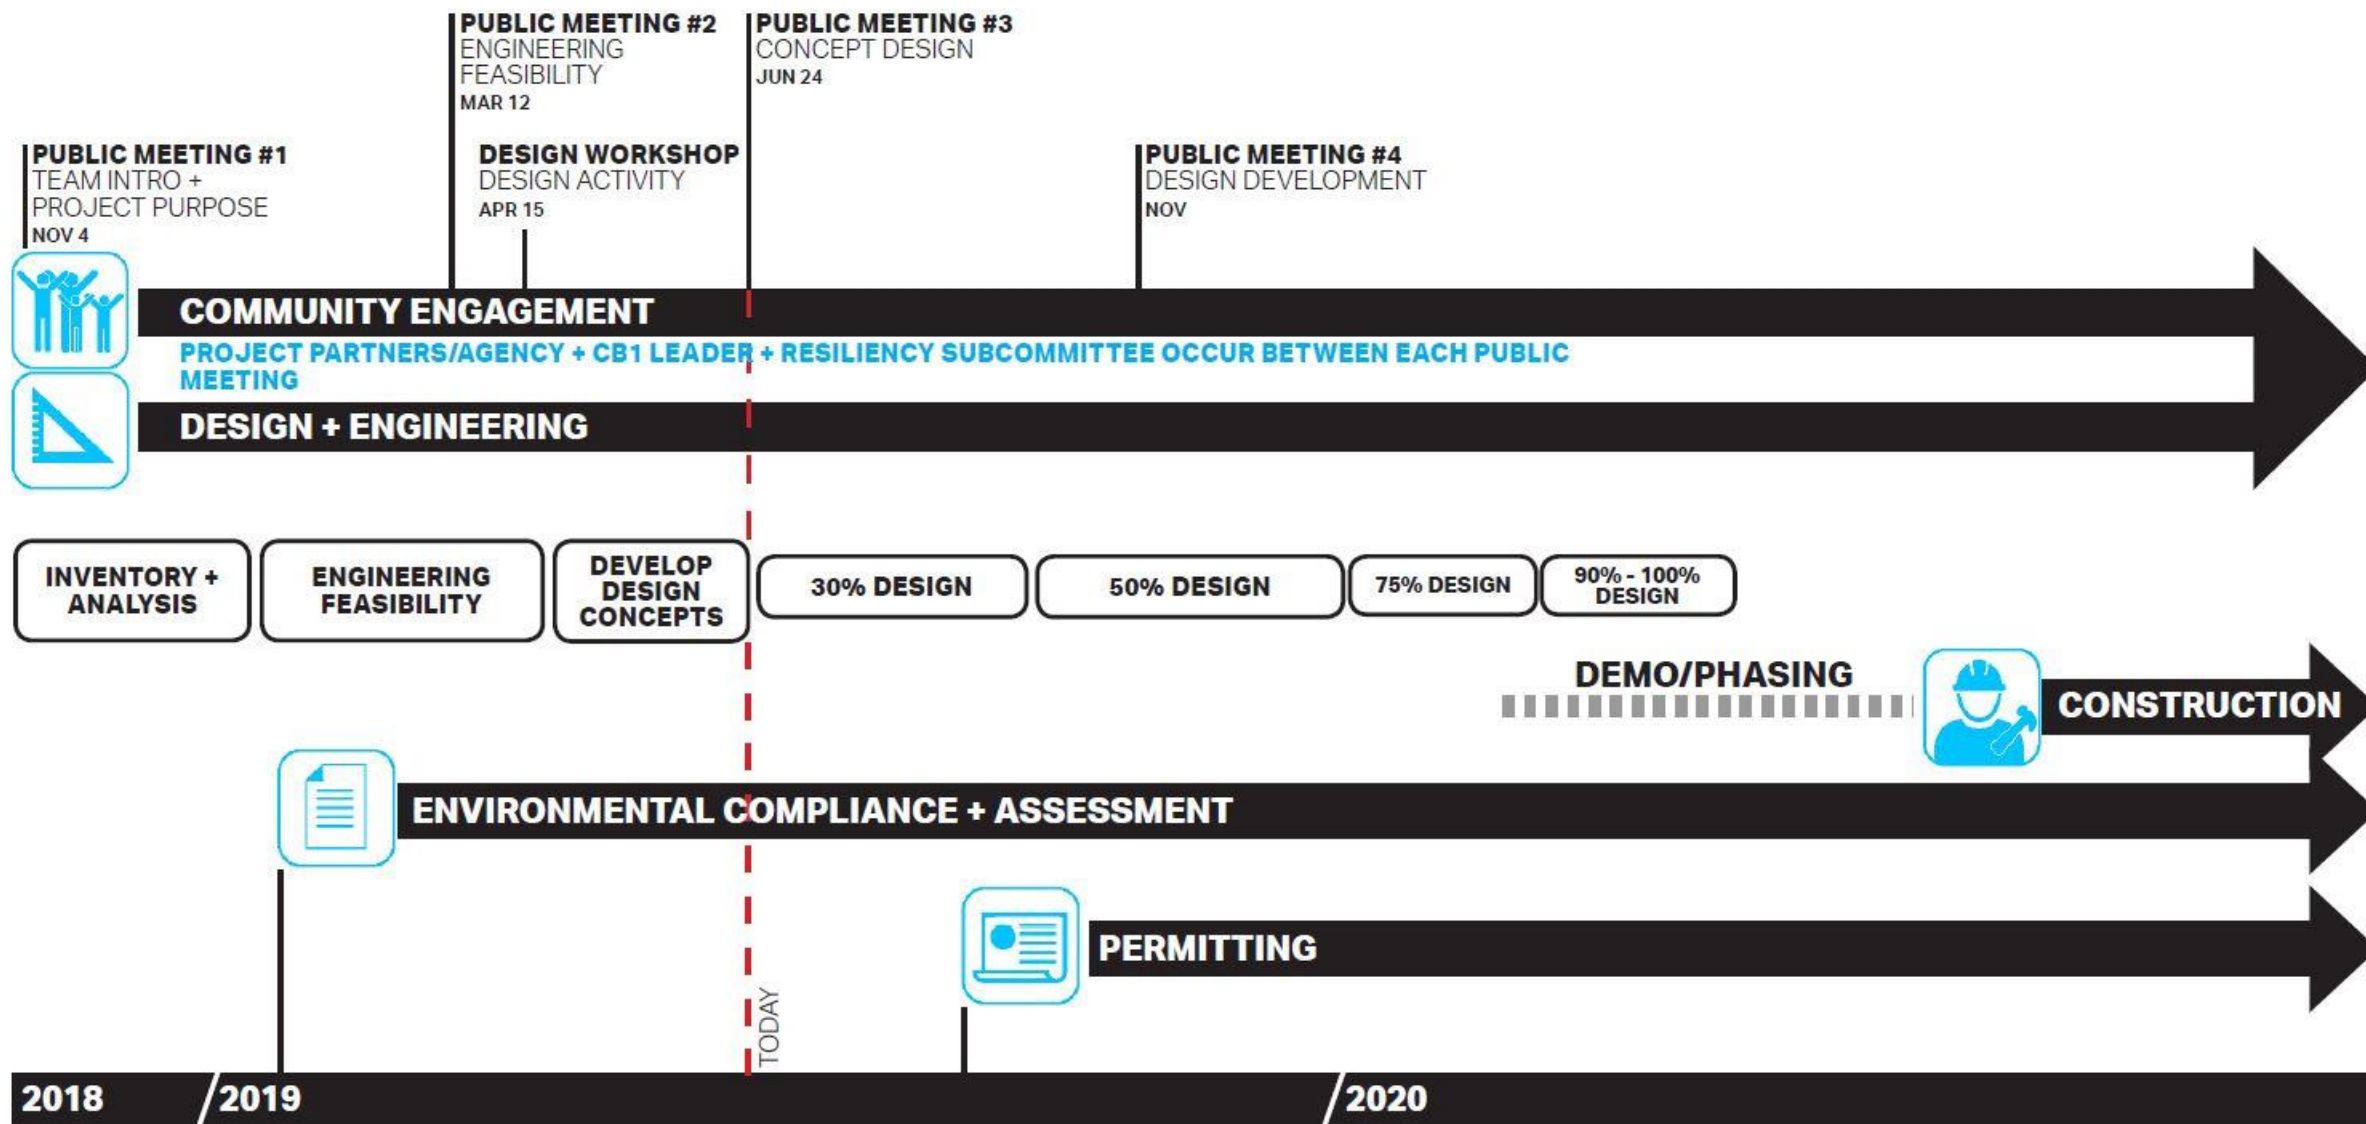 PUBLIC MEETING #2
ENGINEERING
FEASIBILITY
MAR 12
PUBLIC MEETING #3
CONCEPT DESIGN
JUN 24
PUBLIC MEETING #1
TEAM INTRO +
PROJECT PURPOSE
NOV 4
DESIGN WORKSHOP
DESIGN ACTIVITY
APR 15
PUBLIC MEETING #4
DESIGN DEVELOPMENT
NOV
COMMUNITY ENGAGEMENT
PROJECT PARTNERS/AGENCY + CB1 LEADER + RESILIENCY SUBCOMMITTEE OCCUR BETWEEN EACH PUBLIC
MEETING
DESIGN + ENGINEERING
INVENTORY +
ANALYSIS
ENGINEERING
FEASIBILITY
DEVELOP
DESIGN
CONCEPTS
30% DESIGN
50% DESIGN
75% DESIGN
90% - 100%
DESIGN
DEMO/PHASING
CONSTRUCTION
ENVIRONMENTAL COMPLIANCE + ASSESSMENT
PERMITTING
TODAY
2018
2019
2020